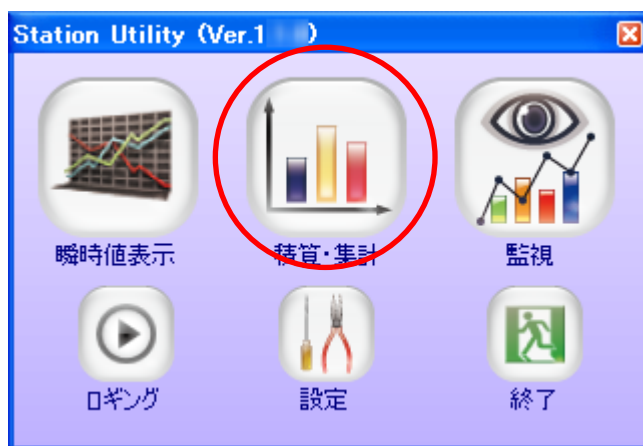 Station Utility (Ver.1 )
瞬時値表示
積算・集計
監視
ロギング
設定
終了